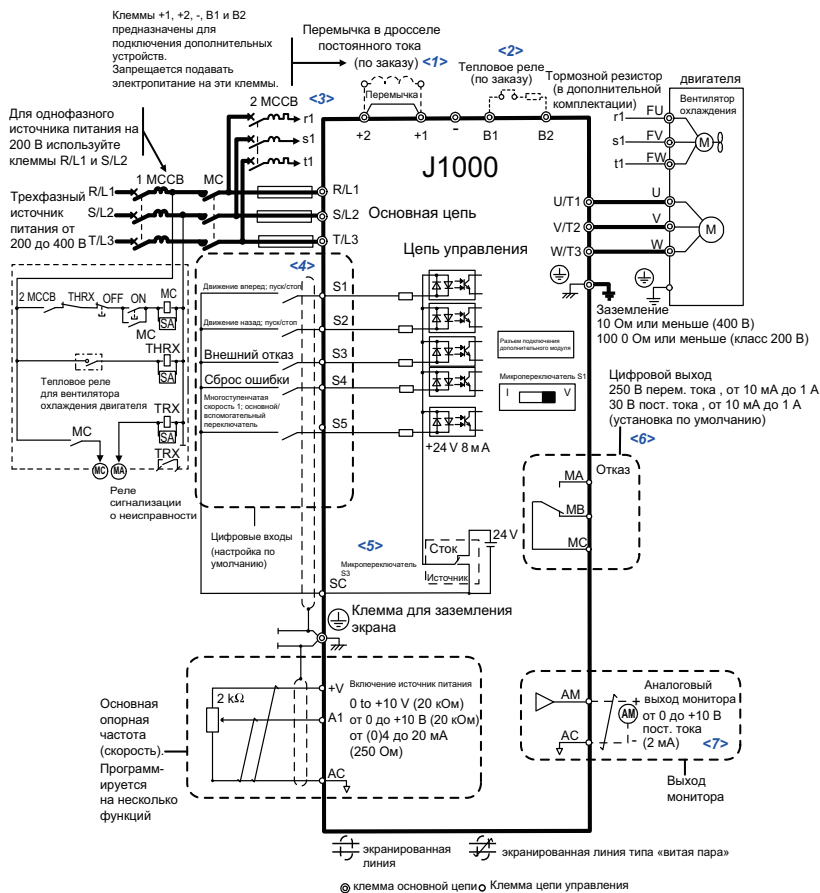 Клеммы +1, +2, -, B1 и B2
предназначены для
подключения дополнительных
устройств.
Запрещается подавать
электропитание на эти клеммы.
Перемычка в дросселе
постоянного тока
(по заказу) <1>
<2>
Тепловое реле
(по заказу)
Тормозной резистор
(в дополнительной
комплектации)
двигателя
Вентилятор
охлаждения
r1 FU
s1 FV
t1 FW
M
2 MCCB <3>
r1
s1
t1
Перемычка
+2 +1 - B1 B2
Для однофазного
источника питания на
200 В используйте
клеммы R/L1 и S/L2
J1000
1 MCCB MC
Трехфазный
источник
питания от
200 до 400 В
R/L1
S/L2
T/L3
R/L1
S/L2
T/L3
Основная цепь
U/T1
V/T2
W/T3
U
V
W
M
Цепь управления
Заземление
10 Ом или меньше (400 В)
100 0 Ом или меньше (класс 200 В)
<4>
2 MCCB THRX OFF ON MC
SA
MC
THRX
SA
Тепловое реле
для вентилятора
охлаждения двигателя
TRX
SA
MC
TRX
MC MA
Реле
сигнализации
о неисправности
Движение вперед; пуск/стоп
S1
Движение назад; пуск/стоп
S2
Внешний отказ
S3
Сброс ошибки
S4
Многоступенчатая
скорость 1; основной/
вспомогательный
переключатель
S5
+24 V 8 мА
Разъем подключения
дополнительного модуля
Микропереключатель S1
I V
Цифровой выход
250 В перем. тока , от 10 мА до 1 А
30 В пост. тока , от 10 мА до 1 А
(установка по умолчанию)
<6>
Отказ
MA
MB
MC
Цифровые входы
(настройка по
умолчанию)
<5>
Микропереключатель
S3
Сток
Источник
24 V
SC
Клемма для заземления
экрана
Основная
опорная
частота
(скорость).
Программ-
ируется
на несколько
функций
2 kΩ
+V
A1
AC
Включение источник питания
0 to +10 V (20 кОм)
от 0 до +10 В (20 кОм)
от (0)4 до 20 мА
(250 Ом)
AM
AC
+
AM
-
Аналоговый
выход монитора
от 0 до +10 В
пост. тока
(2 мА) <7>
Выход
монитора
экранированная
линия
экранированная линия типа «витая пара»
клемма основной цепи Клемма цепи управления